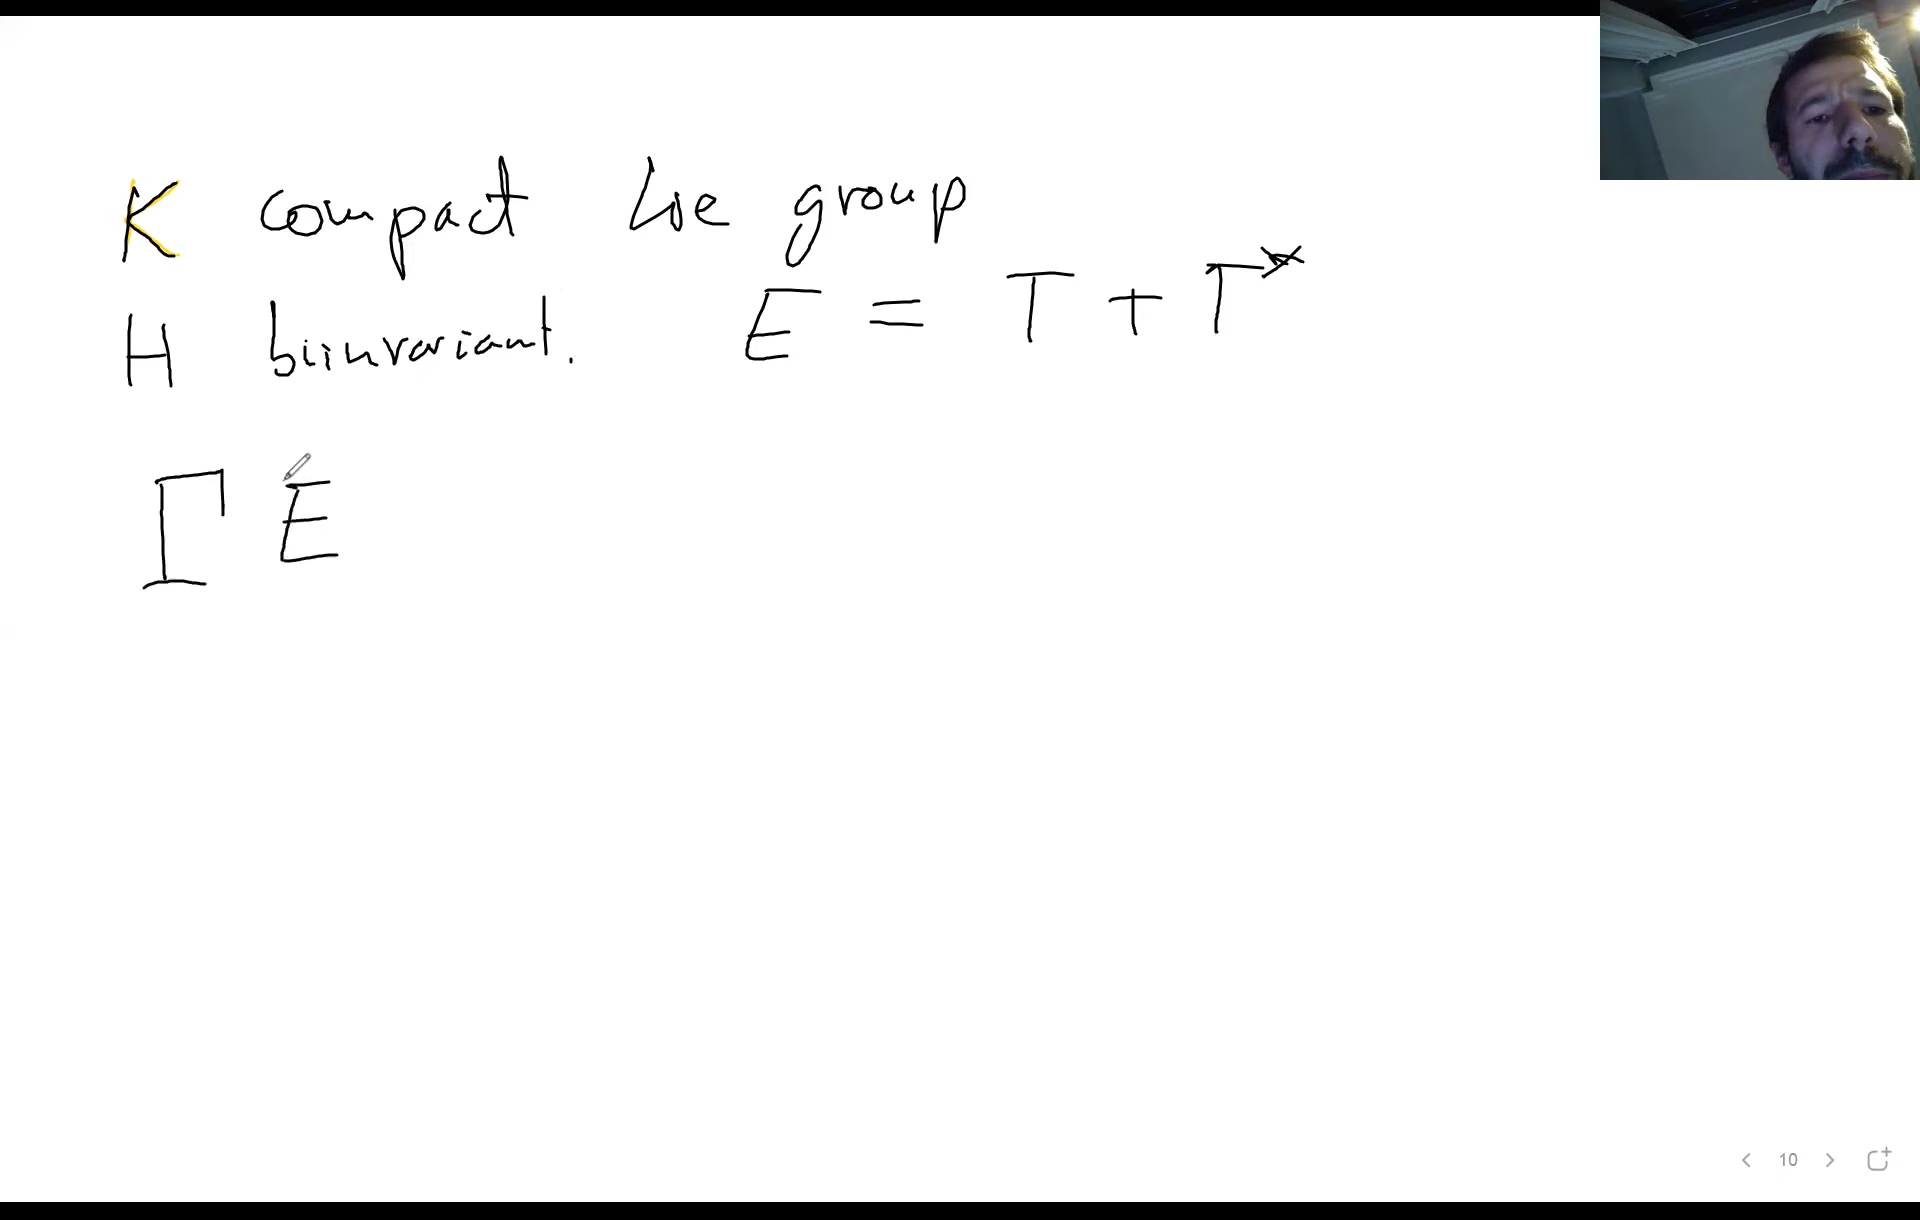 K compact Lie group
H biinvariant. E = T + T*
Γ E
10